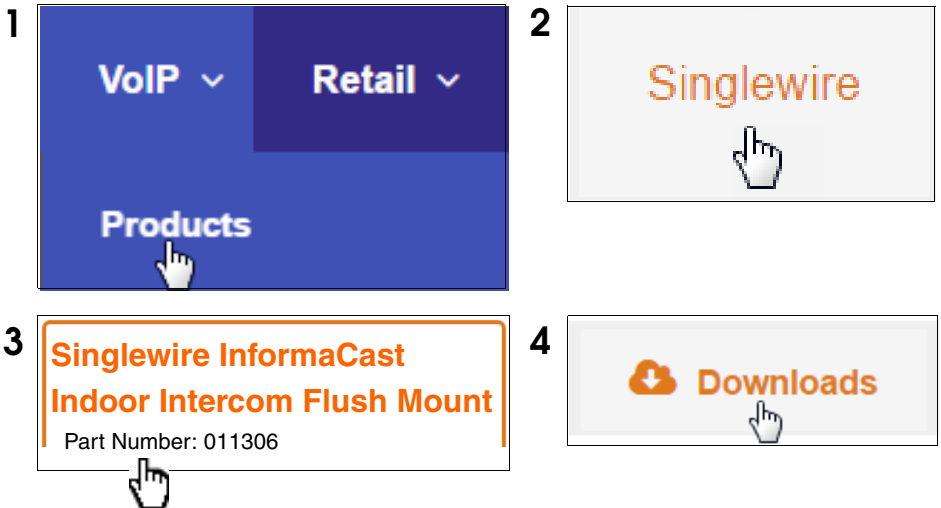 1
VoIP Retail
Products
2
Singlewire
3
Singlewire InformaCast
Indoor Intercom Flush Mount
Part Number: 011306
4
Downloads